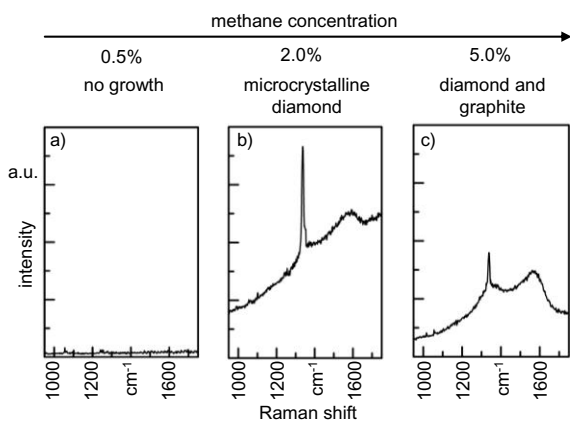 methane concentration
0.5% 2.0% 5.0%
no growth microcrystalline diamond and
diamond graphite
a) b) c)
a.u.
intensity
1000 1200 cm⁻¹ 1600 1000 1200 cm⁻¹ 1600 1000 1200 cm⁻¹ 1600
Raman shift